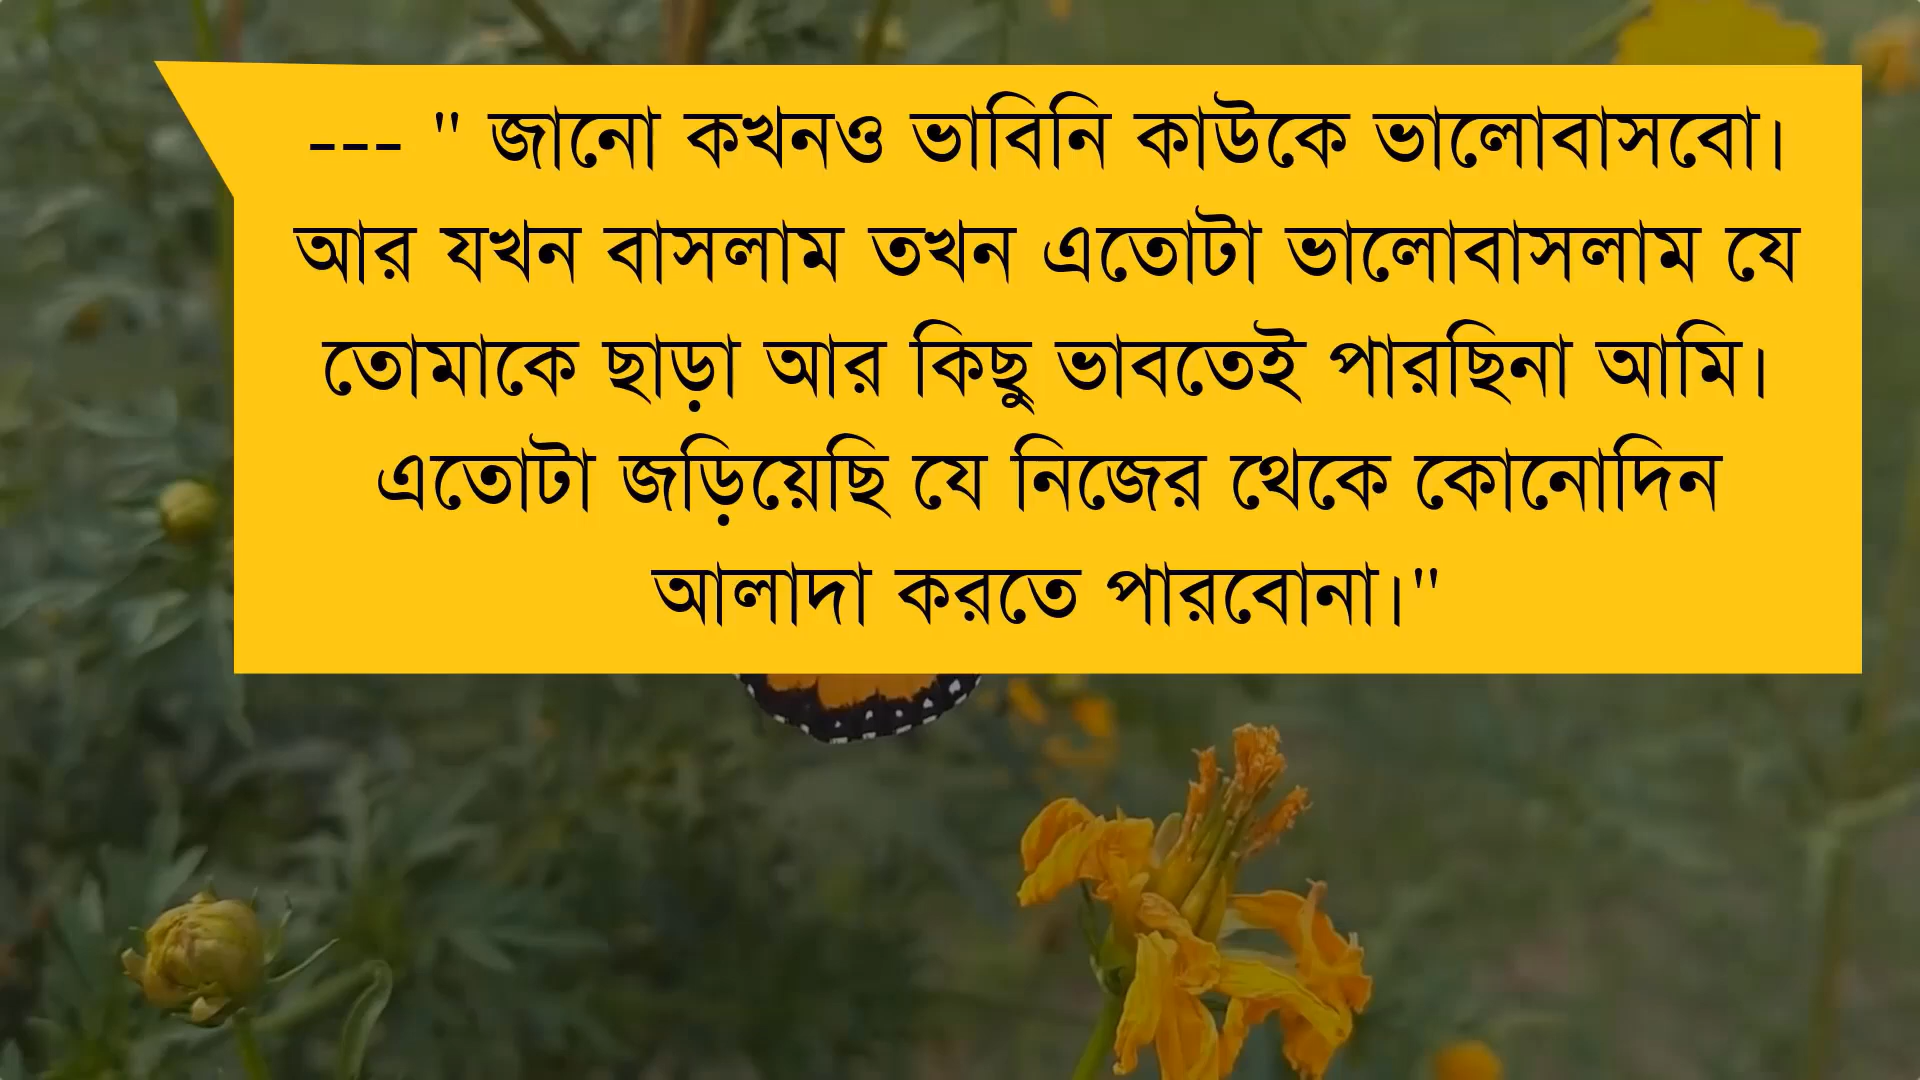 --- " জানো কখনও ভাবিনি কাউকে ভালোবাসবো।
আর যখন বাসলাম তখন এতোটা ভালোবাসলাম যে
তোমাকে ছাড়া আর কিছু ভাবতেই পারছিনা আমি।
এতোটা জড়িয়েছি যে নিজের থেকে কোনোদিন
আলাদা করতে পারবোনা।"